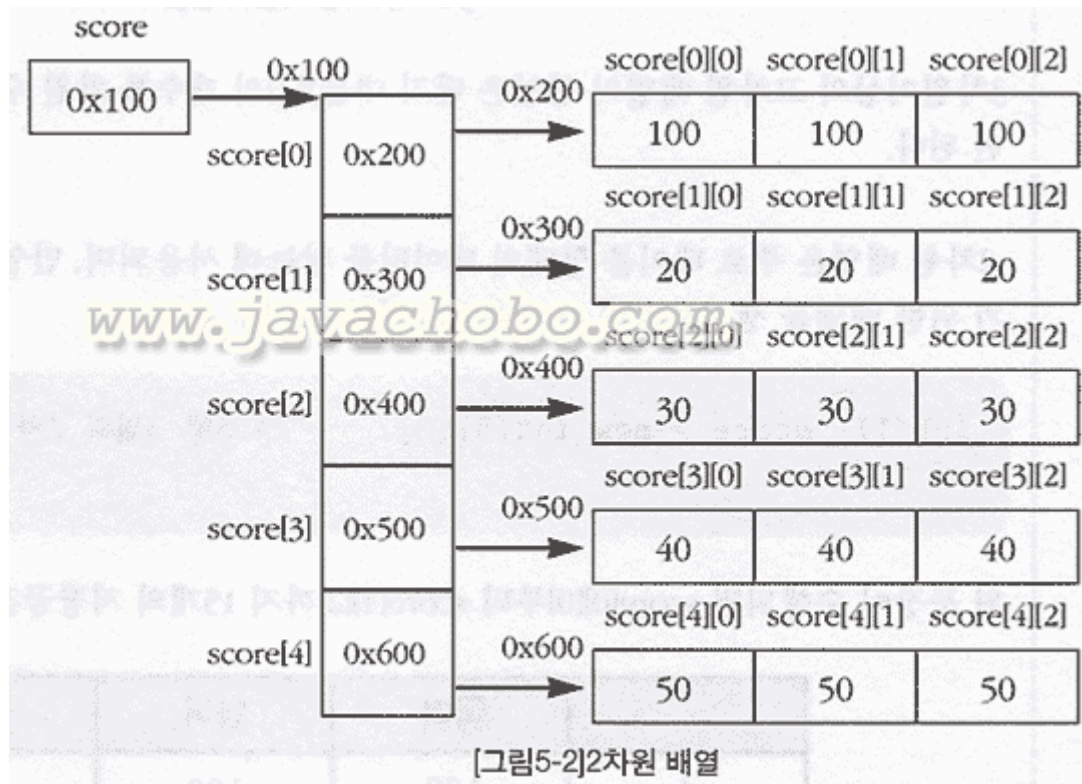 score
0x100
0x100
score[0] 0x200
score[1] 0x300
score[2] 0x400
score[3] 0x500
score[4] 0x600
score[0][0] score[0][1] score[0][2]
0x200
100 100 100
score[1][0] score[1][1] score[1][2]
0x300
20 20 20
score[2][0] score[2][1] score[2][2]
0x400
30 30 30
score[3][0] score[3][1] score[3][2]
0x500
40 40 40
score[4][0] score[4][1] score[4][2]
0x600
50 50 50
www.javachobo.com
[그림5-2]2차원 배열